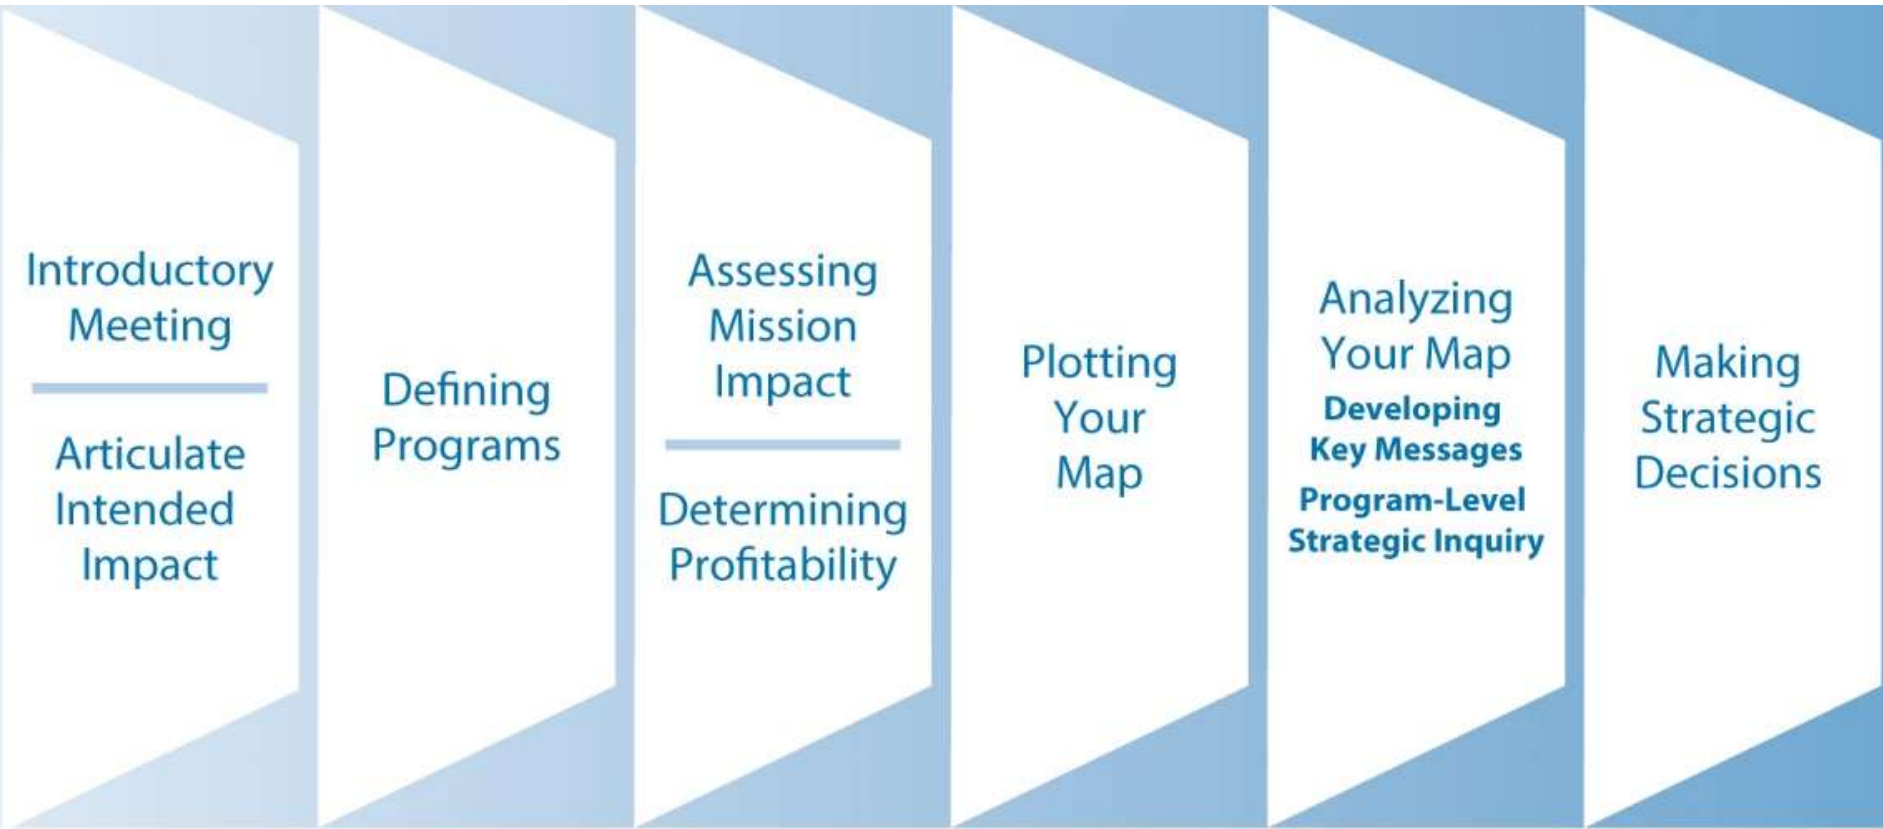 Introductory
Meeting
Articulate
Intended
Impact
Defining
Programs
Assessing
Mission
Impact
Determining
Profitability
Plotting
Your
Map
Analyzing
Your Map
Developing
Key Messages
Program-Level
Strategic Inquiry
Making
Strategic
Decisions